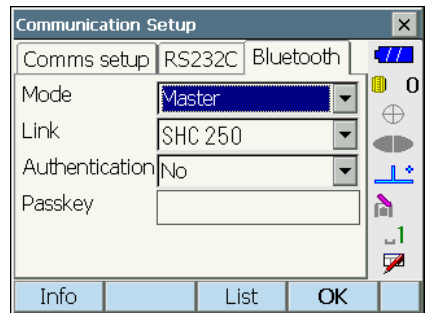 Communication Setup
Comms setup RS232C Bluetooth
0
Mode Master
Link SHC 250
Authentication No
Passkey
1
Info List OK